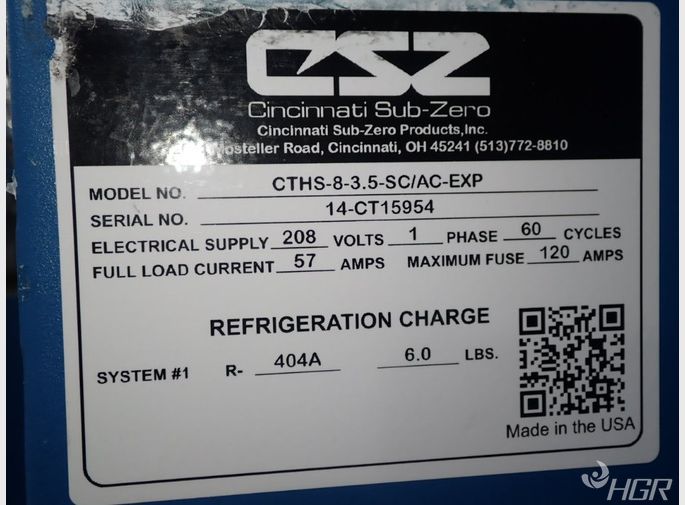 CSZ
Cincinnati Sub-Zero
Cincinnati Sub-Zero Products,Inc.
Road, Cincinnati, OH 45241 (513)772-8810
MODEL NO. CTHS-8-3.5-SC/AC-EXP
SERIAL NO. 14-CT15954
ELECTRICAL SUPPLY 208 VOLTS 1 PHASE 60 CYCLES
FULL LOAD CURRENT 57 AMPS MAXIMUM FUSE 120 AMPS
REFRIGERATION CHARGE
SYSTEM #1 R- 404A 6.0 LBS.
Made in the USA
HGR